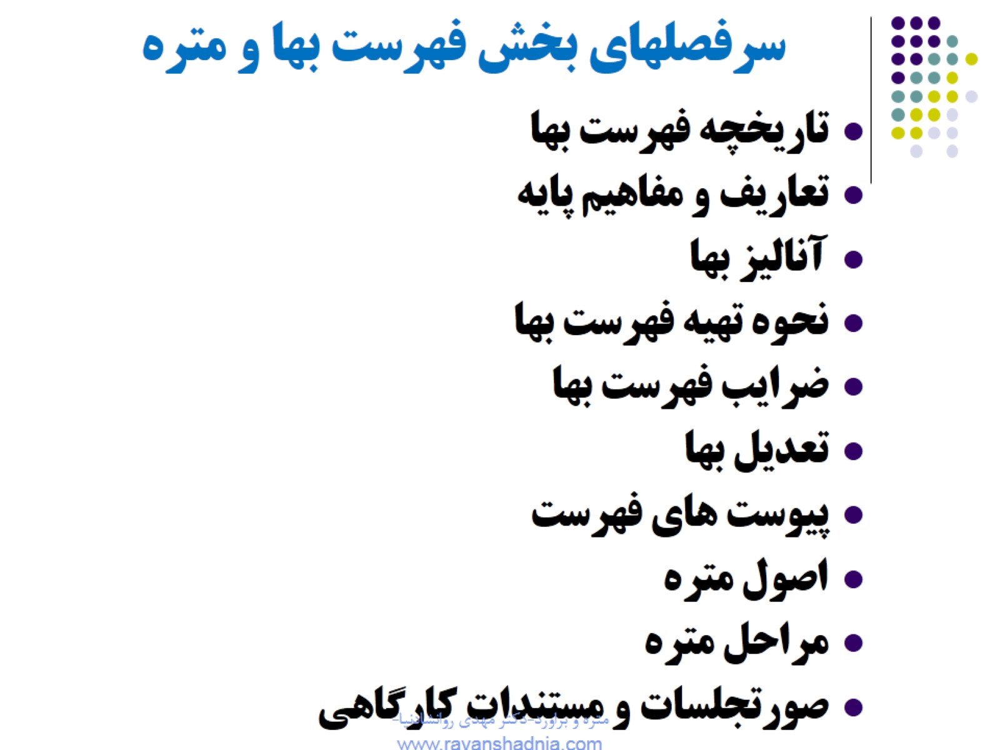 سرفصلهای بخش فهرست بها و متره
• تاریخچه فهرست بها
• تعاریف و مفاهیم پایه
• آنالیز بها
• نحوه تهیه فهرست بها
• ضرایب فهرست بها
• تعدیل بها
• پیوست های فهرست
• اصول متره
• مراحل متره
• صورتجلسات و مستندات کارگاهی
متره و براورد-دکتر مهدی روانشادنیا-
www.ravanshadnia.com